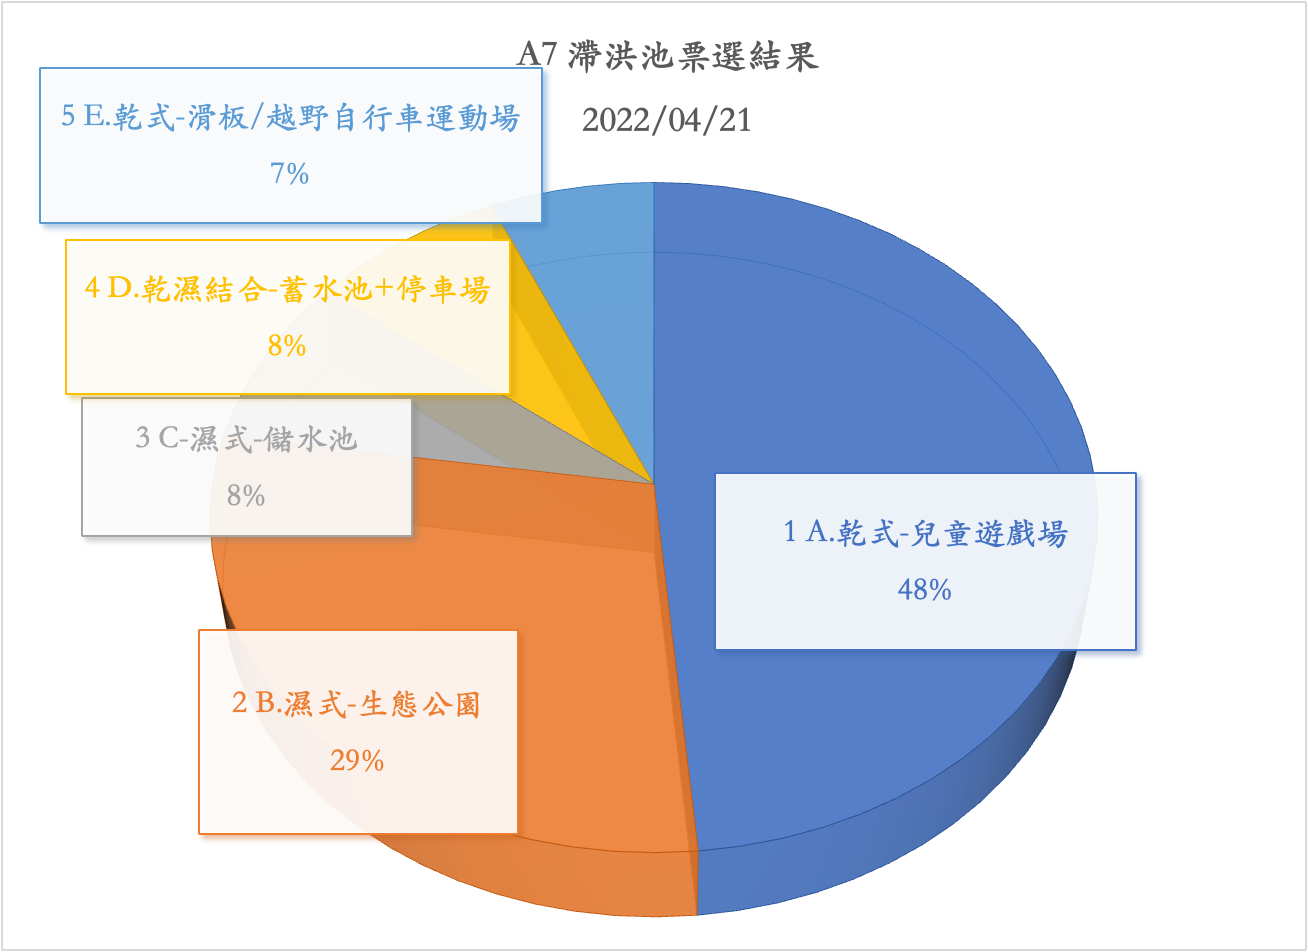 A7 滯洪池票選結果
2022/04/21
5 E.乾式-滑板/越野自行車運動場
7%
4 D.乾濕結合-蓄水池+停車場
8%
3 C-濕式-儲水池
8%
1 A.乾式-兒童遊戲場
48%
2 B.濕式-生態公園
29%